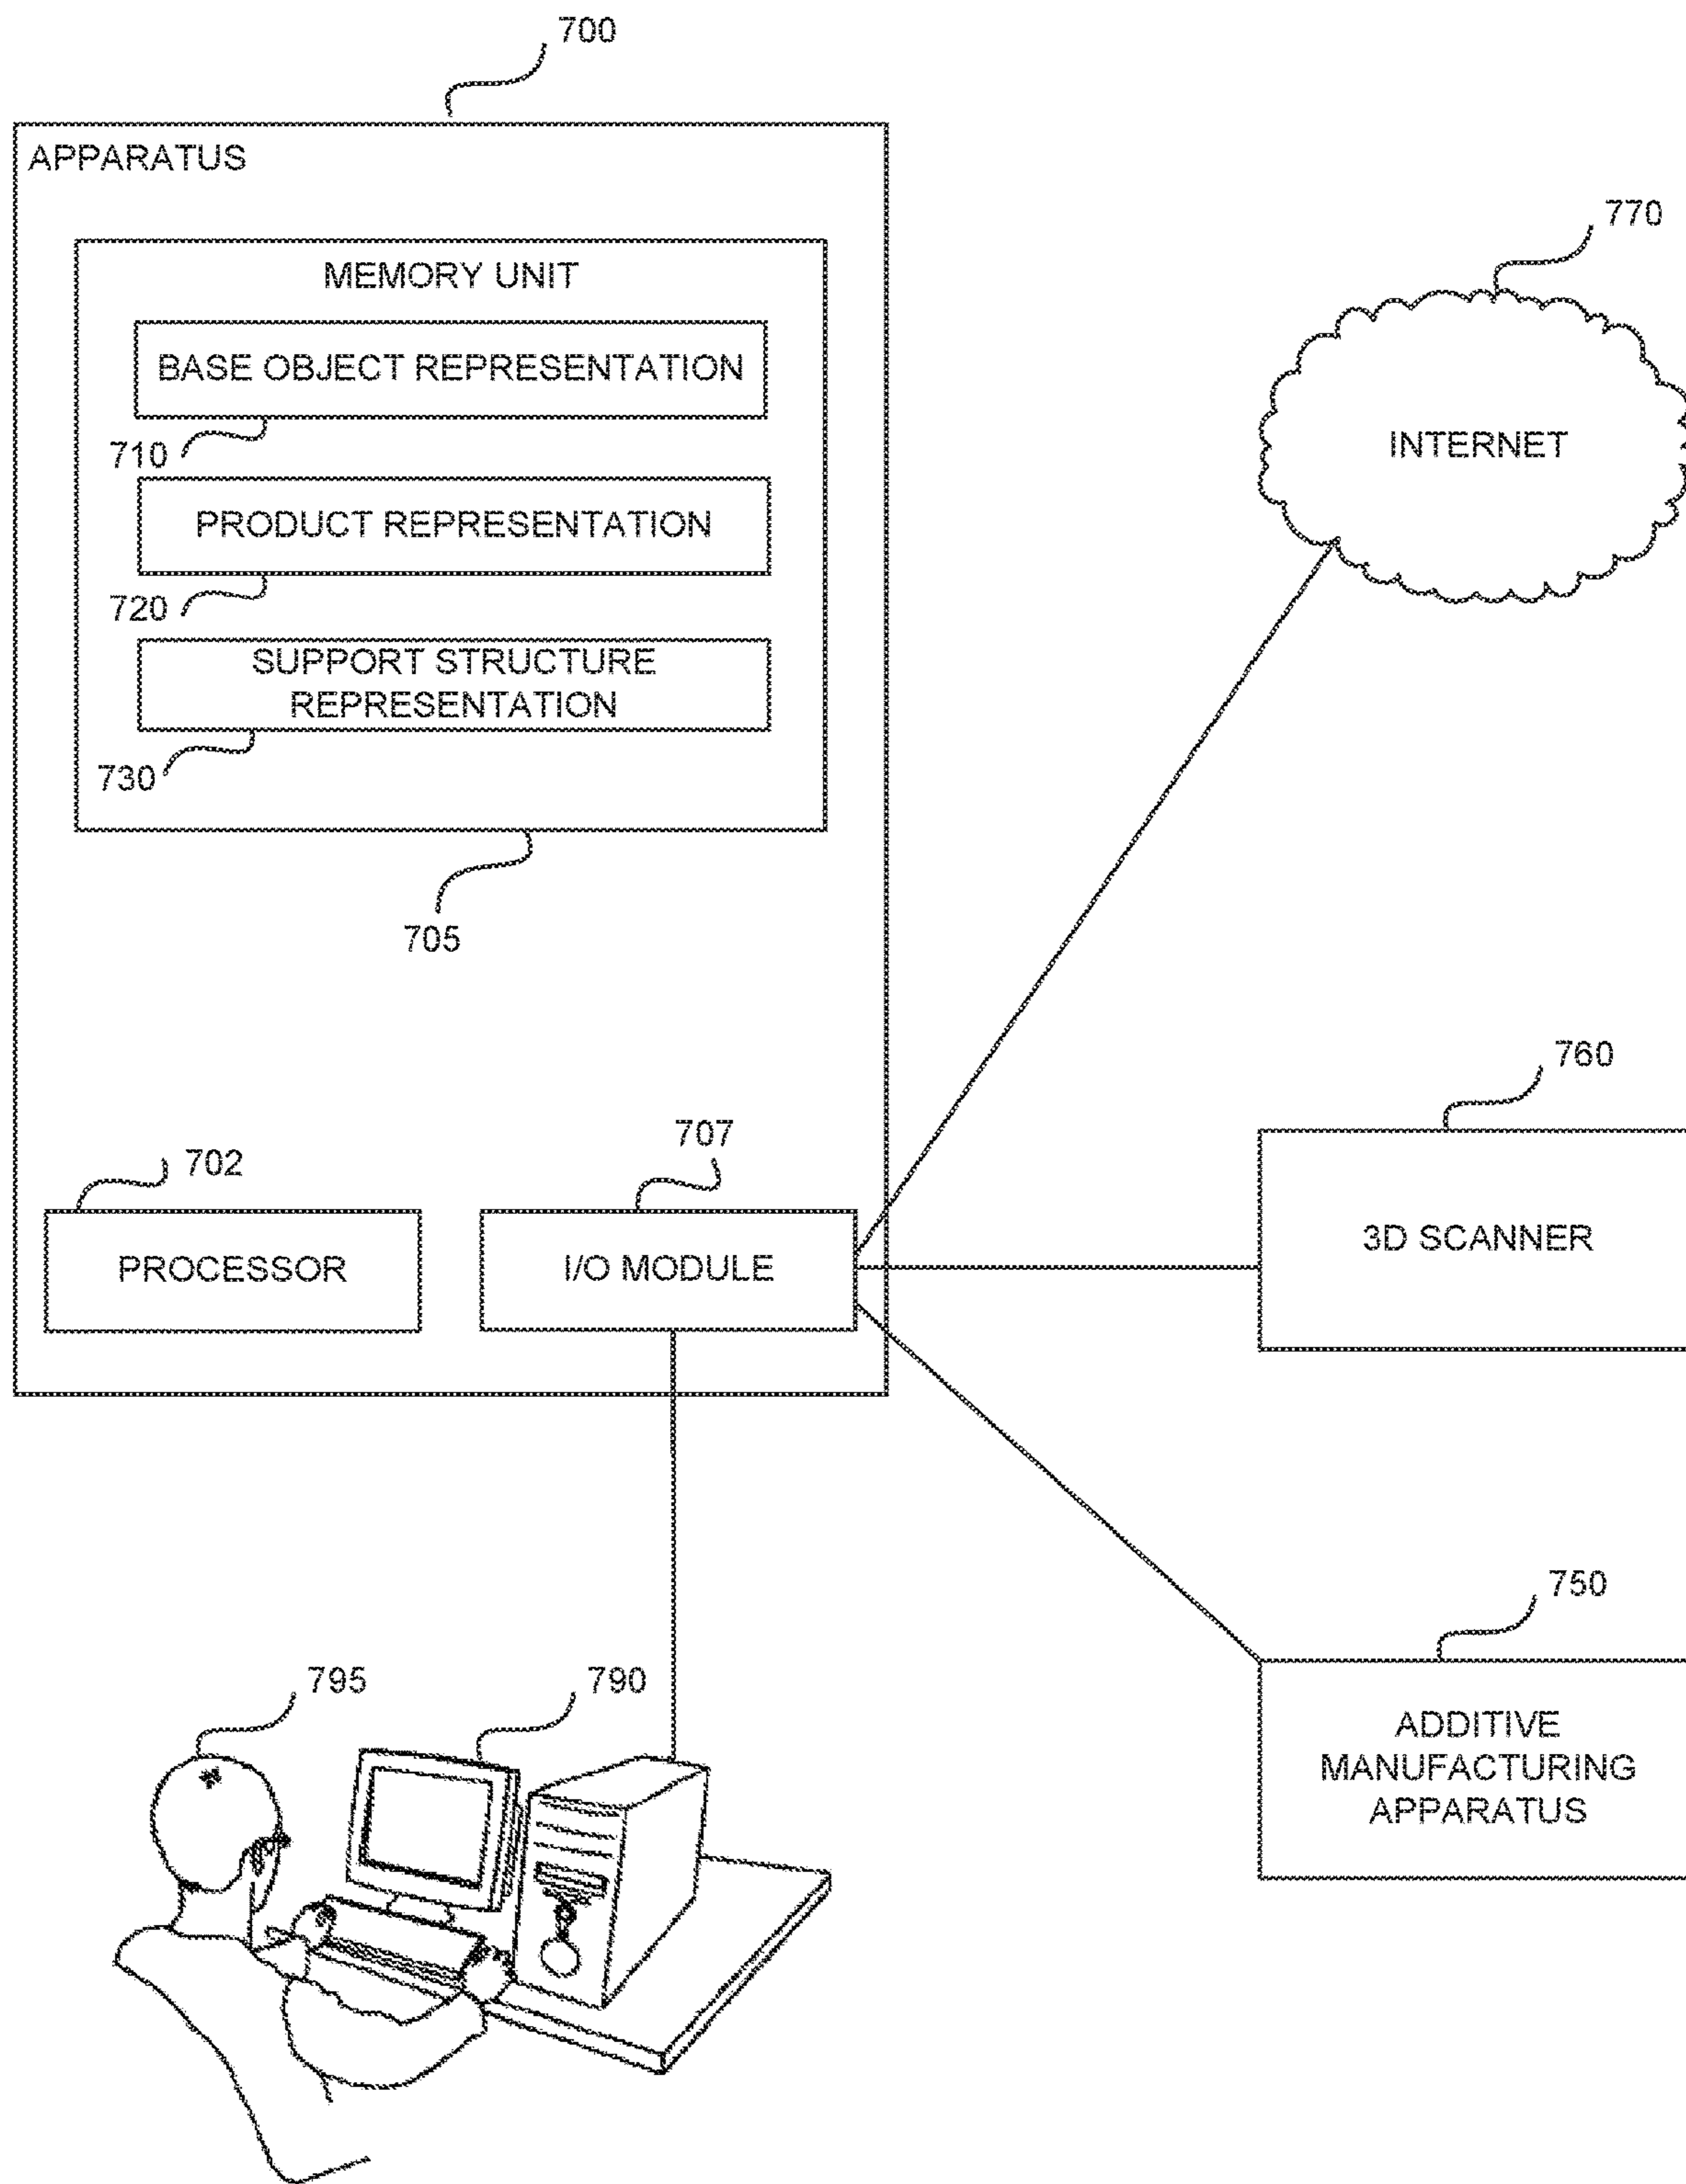 700
APPARATUS
770
MEMORY UNIT
BASE OBJECT REPRESENTATION
710
INTERNET
PRODUCT REPRESENTATION
720
SUPPORT STRUCTURE
REPRESENTATION
730
705
760
707
702
3D SCANNER
PROCESSOR
I/O MODULE
750
795
790
ADDITIVE
MANUFACTURING
APPARATUS